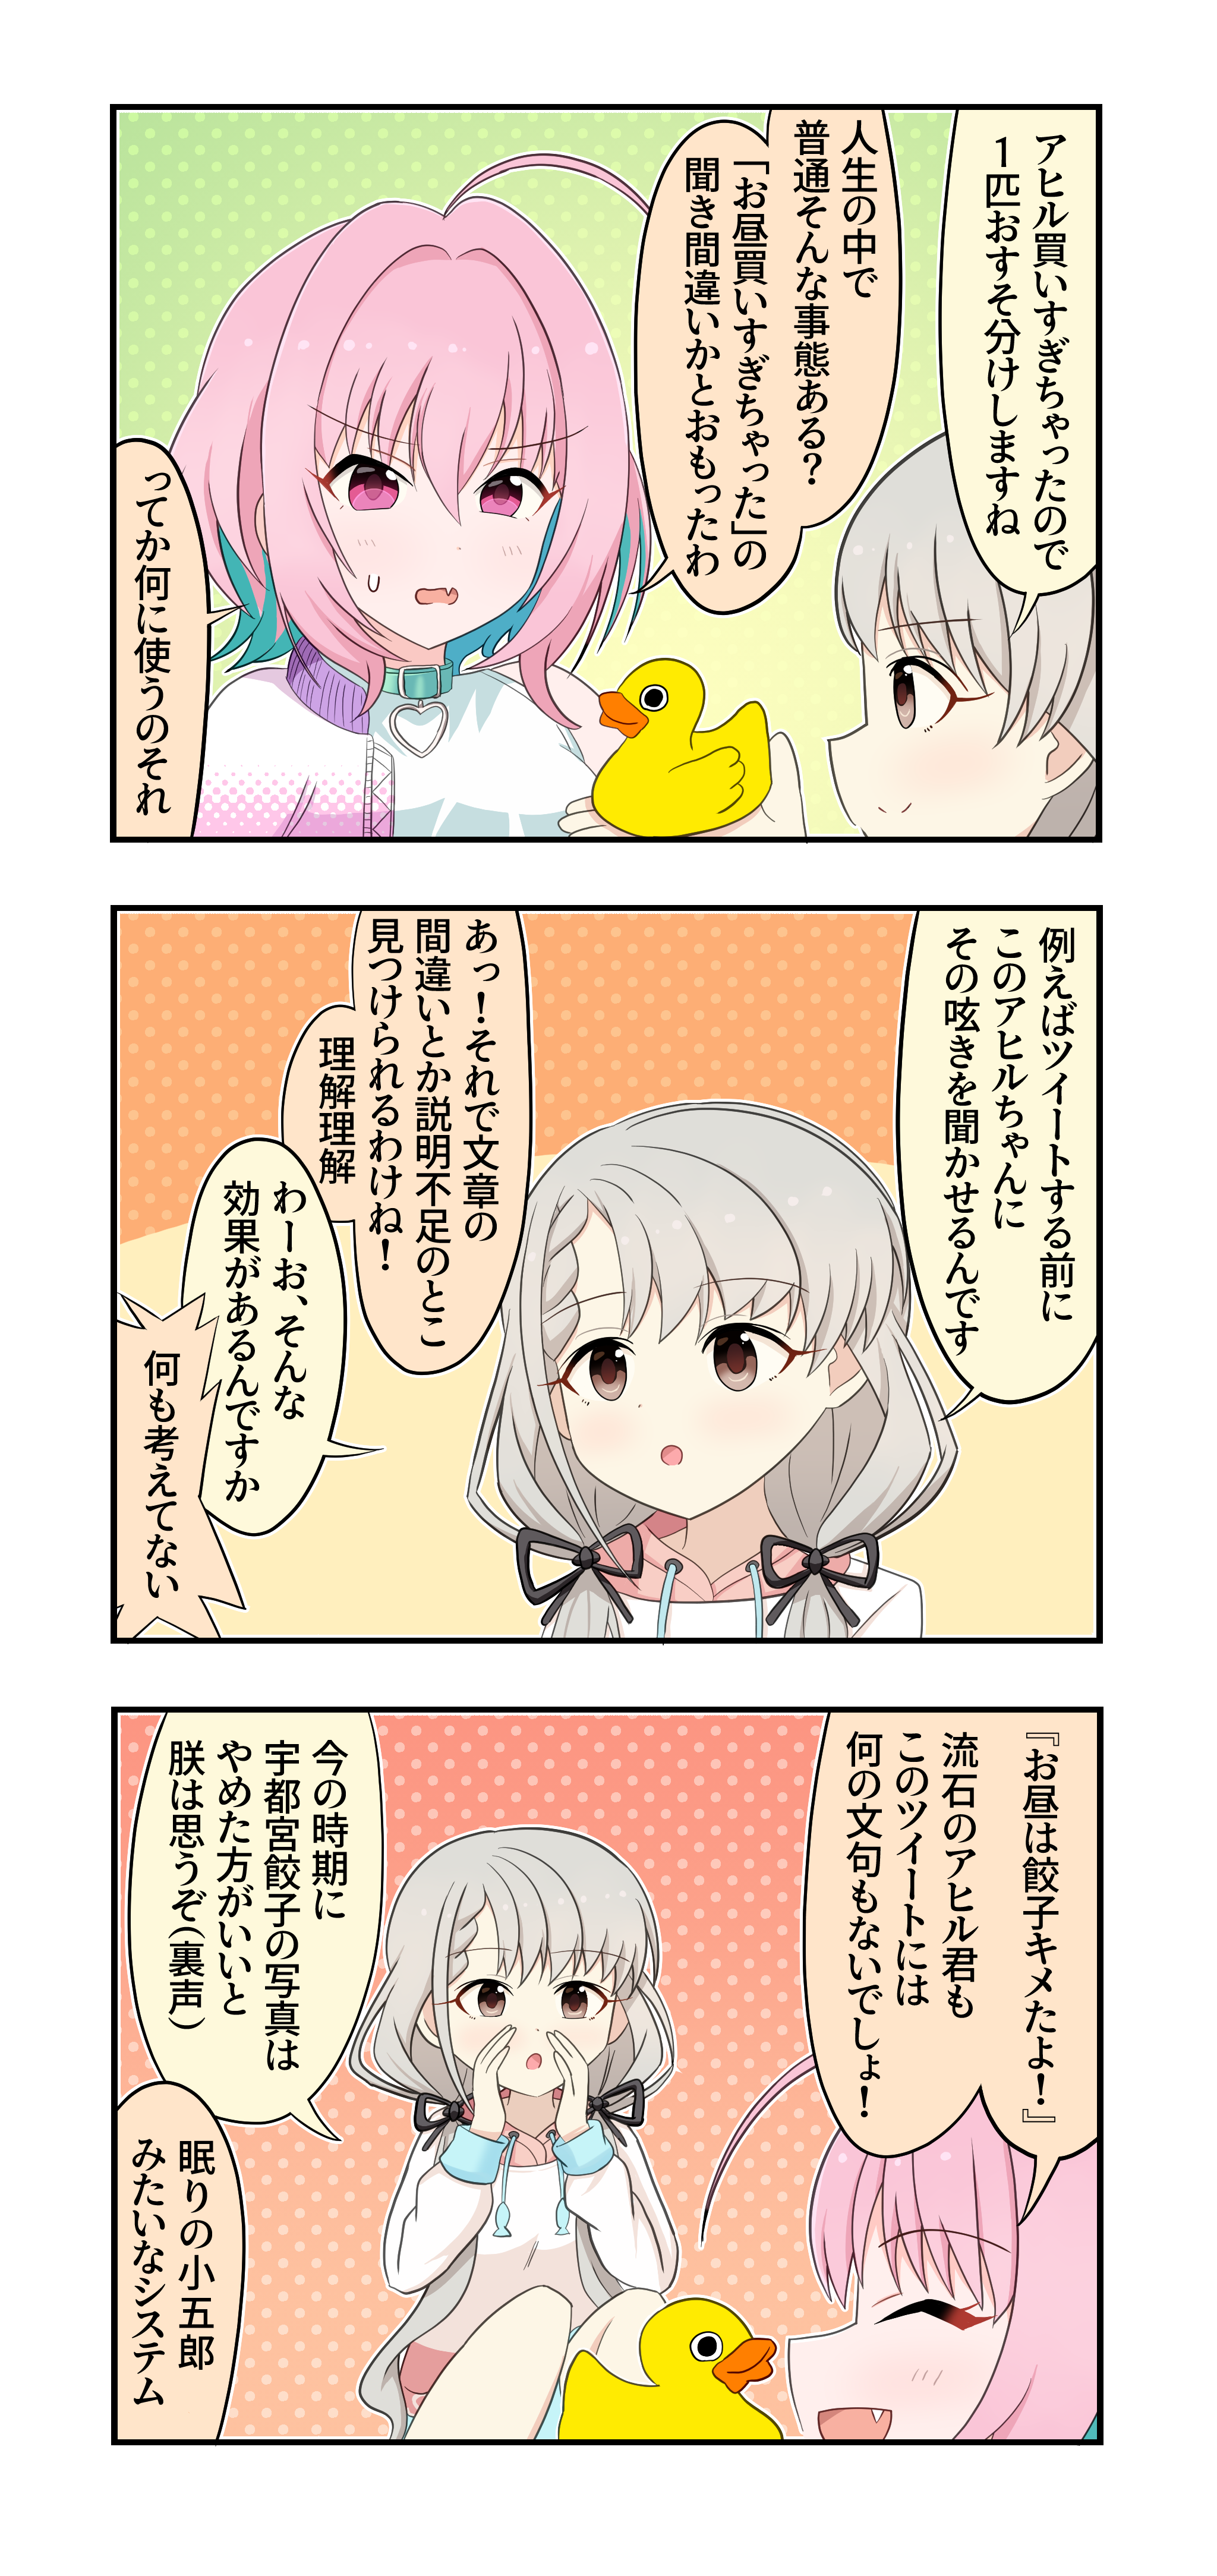 アヒル買いすぎちゃったので
1匹おすそ分けしますね
人生の中で
普通そんな事態ある?
「お昼買いすぎちゃった」の
聞き間違いかとおもったわ
ってか何に使うのそれ
例えばツイートする前に
このアヒルちゃんに
その呟きを聞かせるんです
あっ!それで文章の
間違いとか説明不足のとこ
見つけられるわけね!
理解理解
わーお、そんな
効果があるんですか
何も考えてない
『お昼は餃子キメたよ!』
流石のアヒル君も
このツイートには
何の文句もないでしょ!
今の時期に
宇都宮餃子の写真は
やめた方がいいと
朕は思うぞ(裏声)
眠りの小五郎
みたいなシステム